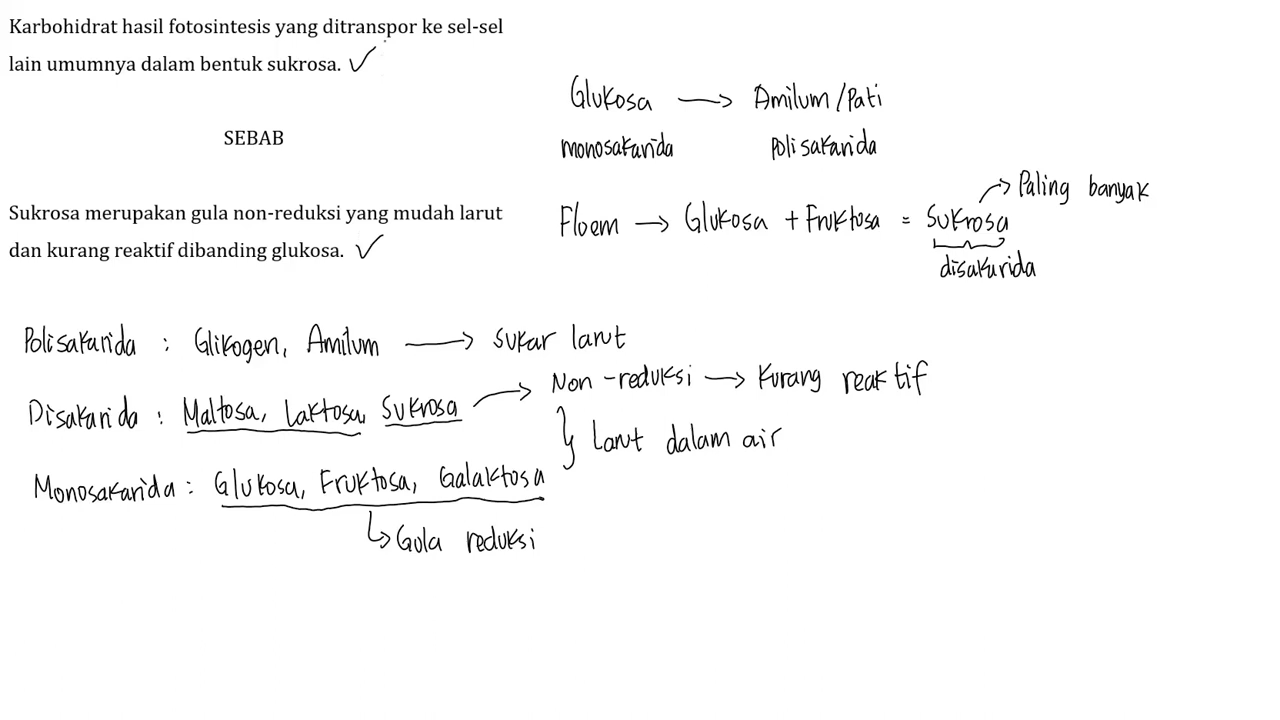 Karbohidrat hasil fotosintesis yang ditranspor ke sel-sel
lain umumnya dalam bentuk sukrosa. ✓
SEBAB
Sukrosa merupakan gula non-reduksi yang mudah larut
dan kurang reaktif dibanding glukosa. ✓
Glukosa → Amilum/Pati
monosakarida polisakarida
→ Paling banyak
Floem → Glukosa + Fruktosa = Sukrosa
disakarida
Polisakarida : Glikogen, Amilum → sukar larut
Non-reduksi → Kurang reaktif
Disakarida : Maltosa, Laktosa, Sukrosa
Larut dalam air
Monosakarida : Glukosa, Fruktosa, Galaktosa
↳ Gula reduksi